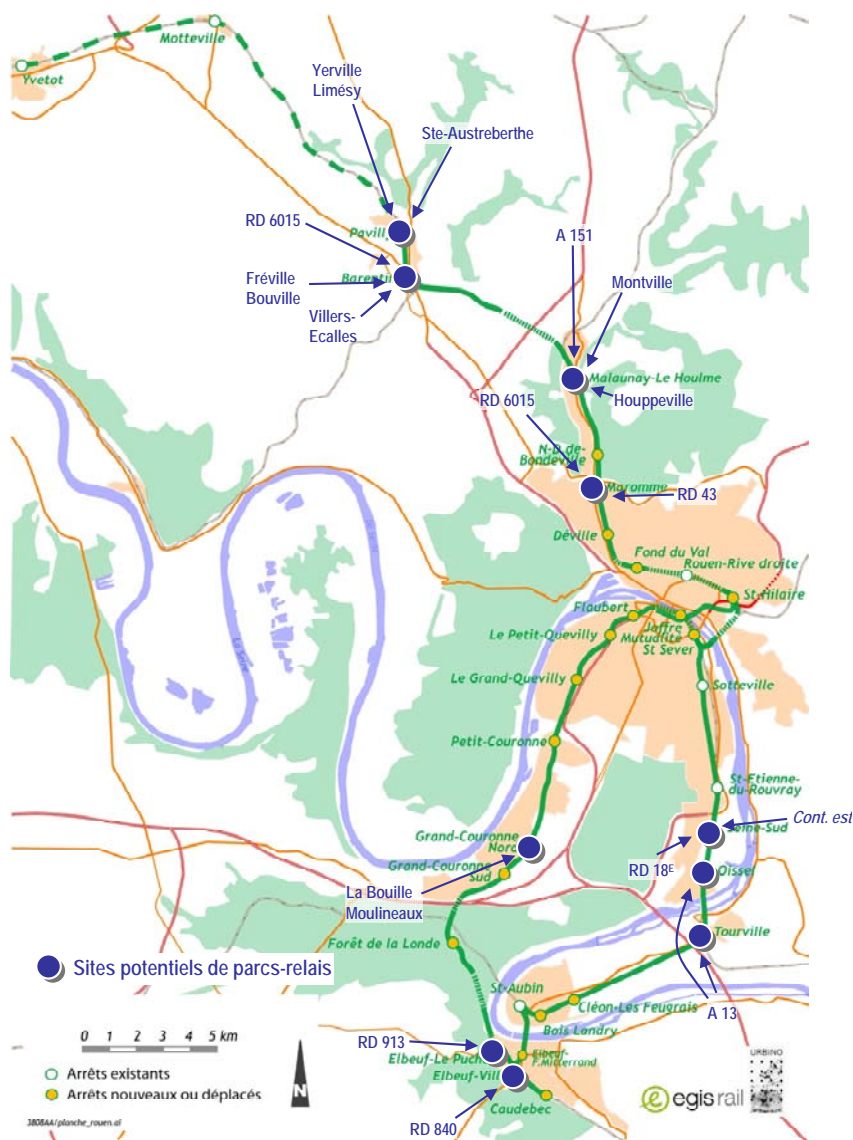 Motteville
Yvetot
Yerville
Limésy
Ste-Austreberthe
RD 6015
Pavill
A 151
Barentin
Fréville
Bouville
Montville
Villers-
Ecalles
Malaunay-Le Houlme
RD 6015
Houppeville
N-D de-
Bondeville
Maromme
RD 43
Déville
Fond du Val
Rouen-Rive droite
St-Hilaire
Flaubert
Joffre
Mutualité
Le Petit-Quevilly
St Sever
Le Grand-Quevilly
Sotteville
La Seine
Petit-Couronne
St-Etienne-
du-Rouvray
Cont. est
Seine-Sud
Grand-Couronne
Nord
Grand-Couronne
Sud
RD 18E
Oissel
La Bouille
Moulineaux
Tourville
Forêt de la Londe
Sites potentiels de parcs-relais
St-Aubin
Cléon-Les Feugrais
A 13
Bois Landry
0 1 2 3 4 5 km
RD 913
Elbeuf-Le Puch
Elbeuf-
F.Mitterrand
Elbeuf-Vill
Arrêts existants
Arrêts nouveaux ou déplacés
N
Caudebec
RD 840
egis rail
URBINO
3808AA/planche_rouen.ai